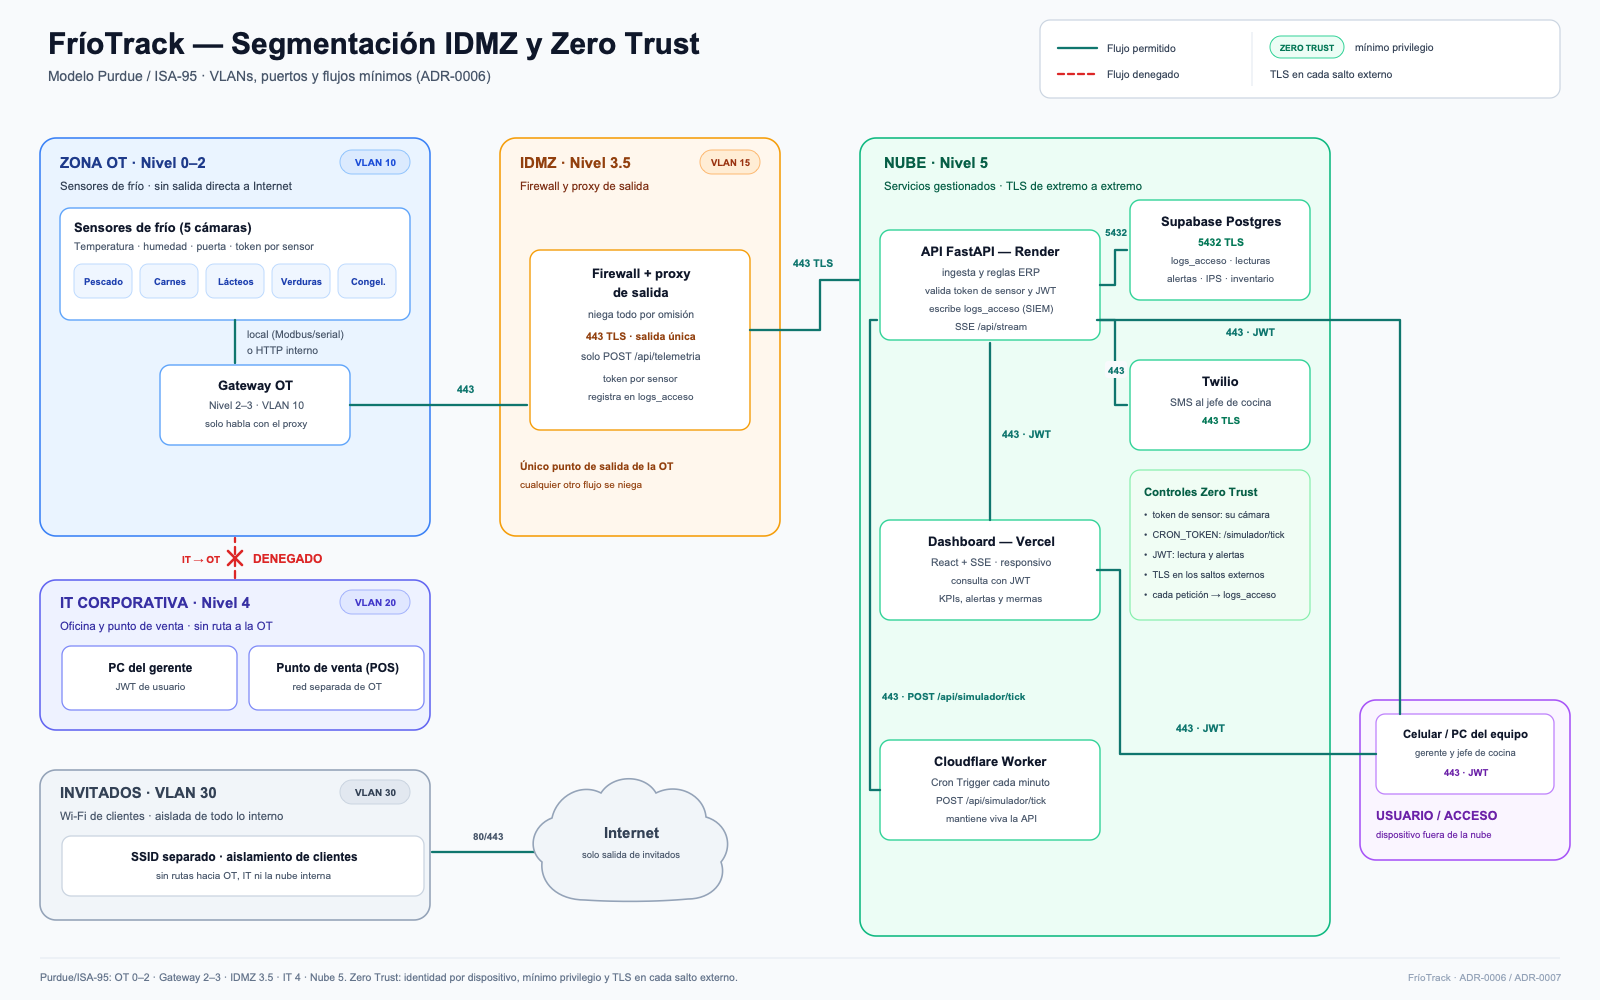 FríoTrack — Segmentación IDMZ y Zero Trust
Modelo Purdue / ISA-95 · VLANs, puertos y flujos mínimos (ADR-0006)
Flujo permitido
Flujo denegado
ZERO TRUST
mínimo privilegio
TLS en cada salto externo
ZONA OT · Nivel 0–2
VLAN 10
Sensores de frío · sin salida directa a Internet
Sensores de frío (5 cámaras)
Temperatura · humedad · puerta · token por sensor
Pescado
Carnes
Lácteos
Verduras
Congel.
local (Modbus/serial)
o HTTP interno
Gateway OT
Nivel 2–3 · VLAN 10
solo habla con el proxy
443
IDMZ · Nivel 3.5
VLAN 15
Firewall y proxy de salida
Firewall + proxy
de salida
niega todo por omisión
443 TLS · salida única
solo POST /api/telemetria
token por sensor
registra en logs_acceso
Único punto de salida de la OT
cualquier otro flujo se niega
443 TLS
NUBE · Nivel 5
Servicios gestionados · TLS de extremo a extremo
API FastAPI — Render
ingesta y reglas ERP
valida token de sensor y JWT
escribe logs_acceso (SIEM)
SSE /api/stream
5432
Supabase Postgres
5432 TLS
logs_acceso · lecturas
alertas · IPS · inventario
443 · JWT
443
Twilio
SMS al jefe de cocina
443 TLS
443 · JWT
Controles Zero Trust
• token de sensor: su cámara
• CRON_TOKEN: /simulador/tick
• JWT: lectura y alertas
• TLS en los saltos externos
• cada petición → logs_acceso
Dashboard — Vercel
React + SSE · responsivo
consulta con JWT
KPIs, alertas y mermas
443 · POST /api/simulador/tick
443 · JWT
Cloudflare Worker
Cron Trigger cada minuto
POST /api/simulador/tick
mantiene viva la API
Celular / PC del equipo
gerente y jefe de cocina
443 · JWT
USUARIO / ACCESO
dispositivo fuera de la nube
IT → OT
DENEGADO
IT CORPORATIVA · Nivel 4
VLAN 20
Oficina y punto de venta · sin ruta a la OT
PC del gerente
JWT de usuario
Punto de venta (POS)
red separada de OT
INVITADOS · VLAN 30
VLAN 30
Wi-Fi de clientes · aislada de todo lo interno
SSID separado · aislamiento de clientes
sin rutas hacia OT, IT ni la nube interna
80/443
Internet
solo salida de invitados
Purdue/ISA-95: OT 0–2 · Gateway 2–3 · IDMZ 3.5 · IT 4 · Nube 5. Zero Trust: identidad por dispositivo, mínimo privilegio y TLS en cada salto externo.
FríoTrack · ADR-0006 / ADR-0007